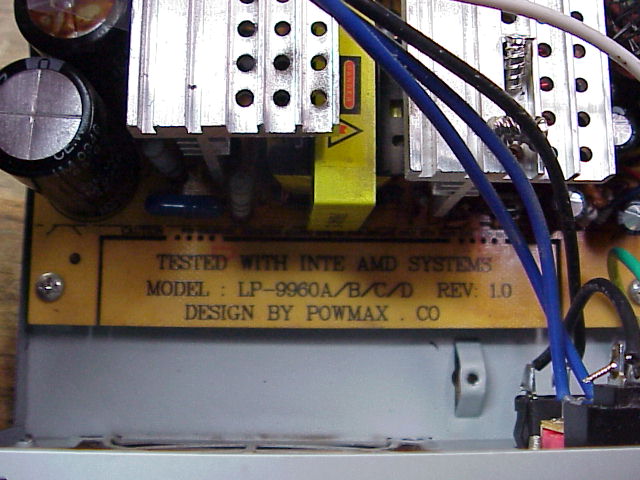 TESTED WITH INTE AMD SYSTEMS
MODEL : LP-9960A/B/C/D REV: 1.0
DESIGN BY POWMAX . CO